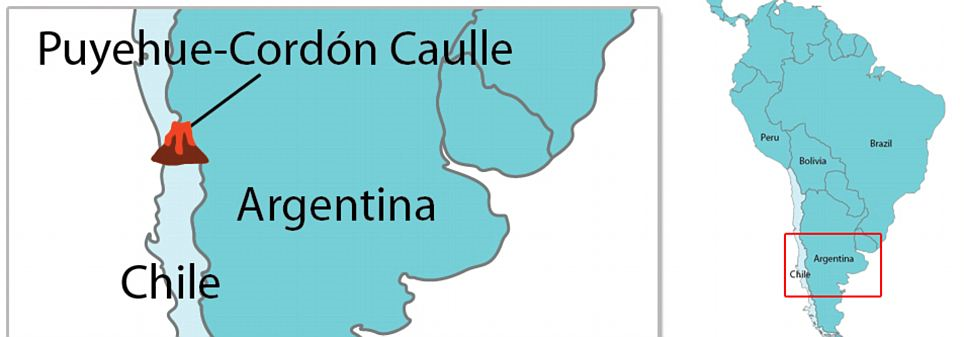 Puyehue-Cordón Caulle
Argentina
Chile
Peru
Brazil
Bolivia
Argentina
Chile